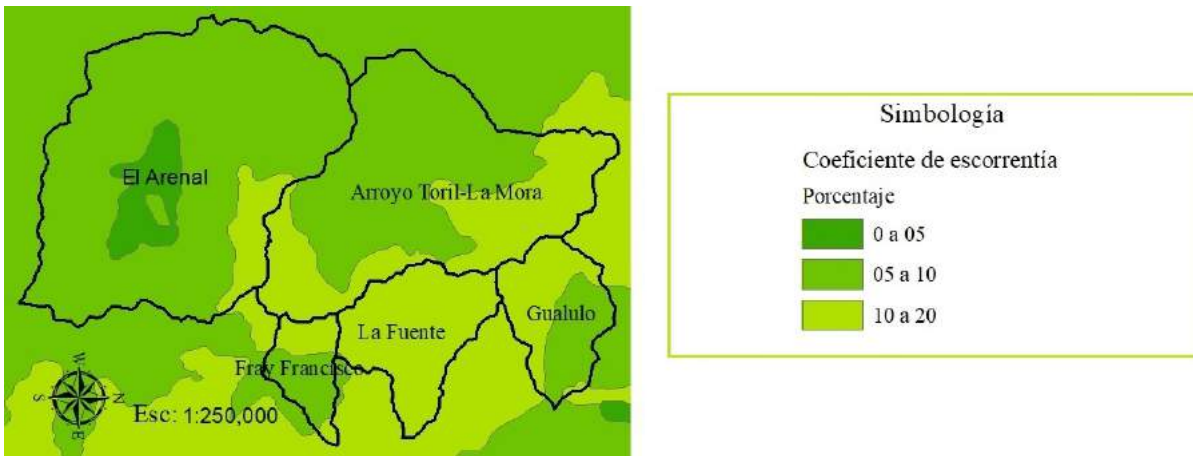 El Arenal
Arroyo Toril-La Mora
Gualulo
La Fuente
Fray Francisco
W
S
N
E
Esc: 1:250,000
Simbología
Coeficiente de escorrentía
Porcentaje
0 a 05
05 a 10
10 a 20